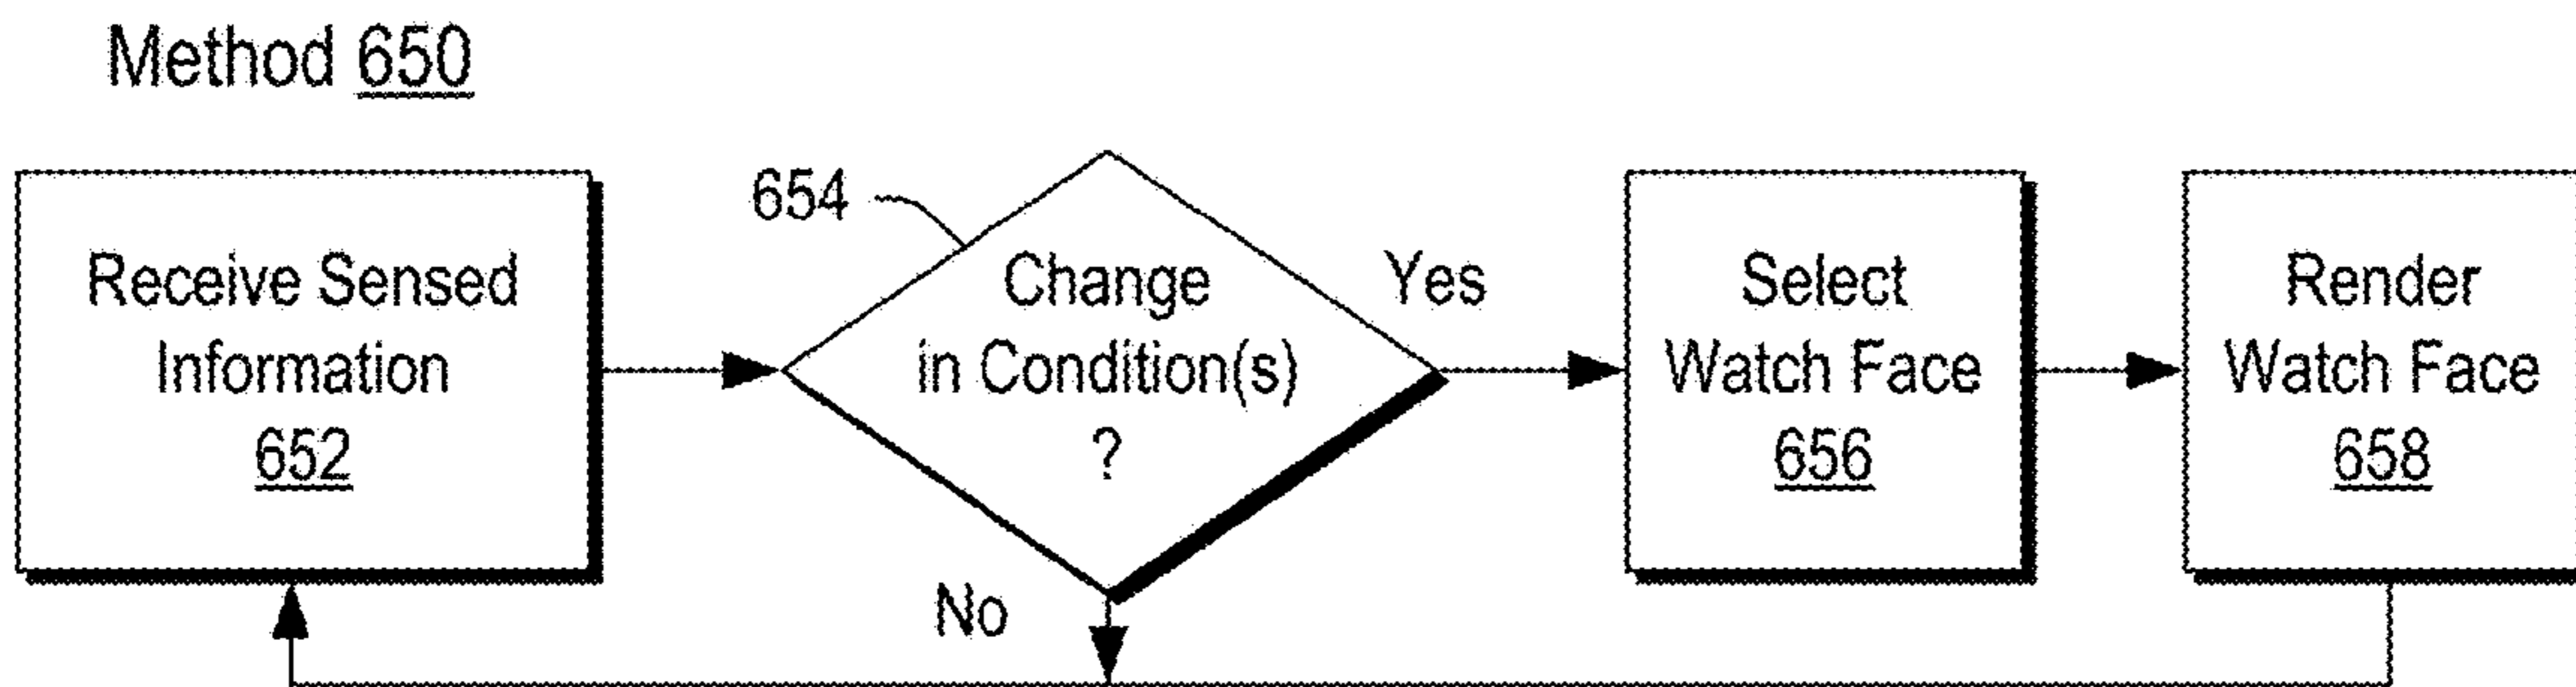 Method 650
Receive Sensed
Information
652
654
Change
in Condition(s)
?
Yes
No
Select
Watch Face
656
Render
Watch Face
658